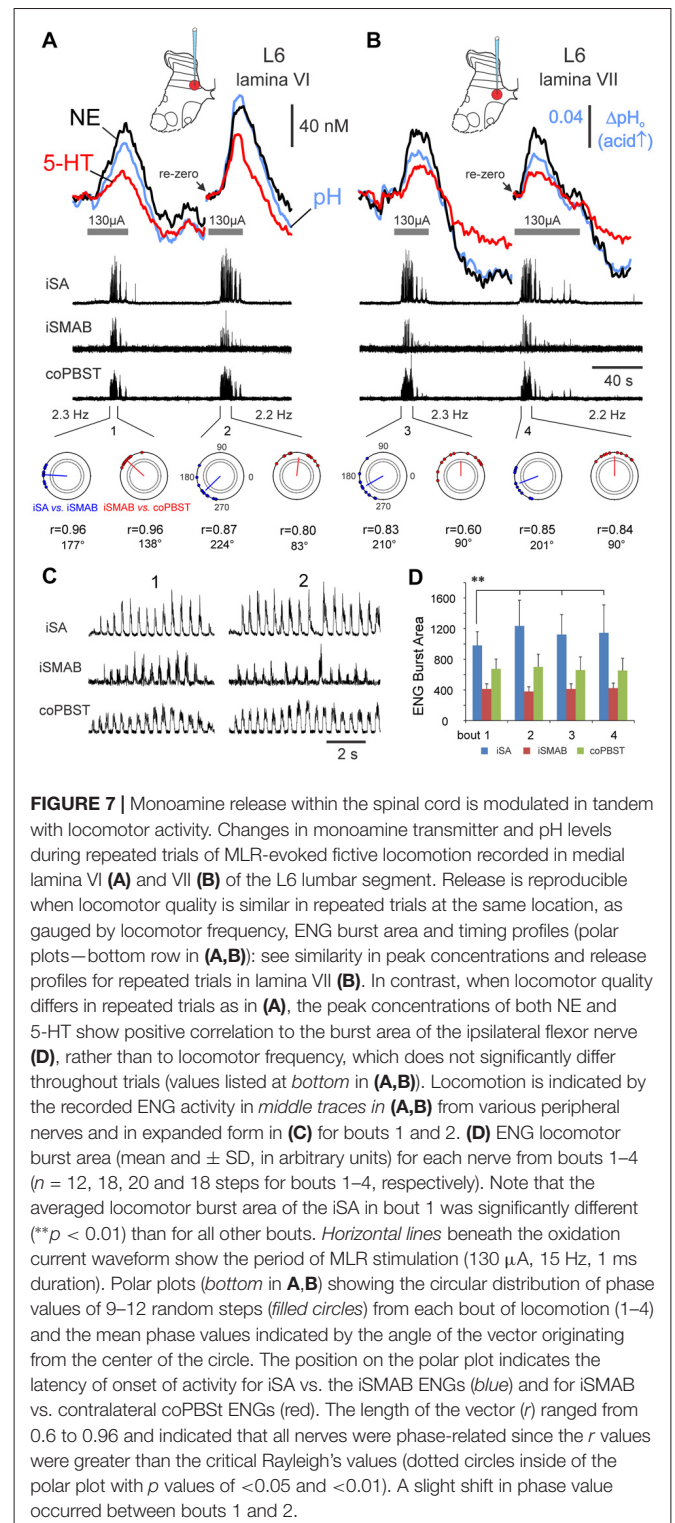 A
B
L6
lamina VI
L6
lamina VII
NE
5-HT
40 nM
0.04 ΔpHo
(acid↑)
re-zero
re-zero
pH
130µA
130µA
130µA
130µA
iSA
iSMAB
coPBST
40 s
2.3 Hz
2.2 Hz
2.3 Hz
2.2 Hz
1
2
3
4
90
180
0
270
90
180
0
270
iSA vs. iSMAB
iSMAB vs. coPBST
r=0.96
177°
r=0.96
138°
r=0.87
224°
r=0.80
83°
r=0.83
210°
r=0.60
90°
r=0.85
201°
r=0.84
90°
C
1
2
iSA
iSMAB
coPBST
2 s
D
**
ENG Burst Area
1600
1200
800
400
0
bout 1
2
3
4
iSA
iSMAB
coPBST
FIGURE 7 | Monoamine release within the spinal cord is modulated in tandem
with locomotor activity. Changes in monoamine transmitter and pH levels
during repeated trials of MLR-evoked fictive locomotion recorded in medial
lamina VI (A) and VII (B) of the L6 lumbar segment. Release is reproducible
when locomotor quality is similar in repeated trials at the same location, as
gauged by locomotor frequency, ENG burst area and timing profiles (polar
plots—bottom row in (A,B)): see similarity in peak concentrations and release
profiles for repeated trials in lamina VII (B). In contrast, when locomotor quality
differs in repeated trials as in (A), the peak concentrations of both NE and
5-HT show positive correlation to the burst area of the ipsilateral flexor nerve
(D), rather than to locomotor frequency, which does not significantly differ
throughout trials (values listed at bottom in (A,B)). Locomotion is indicated by
the recorded ENG activity in middle traces in (A,B) from various peripheral
nerves and in expanded form in (C) for bouts 1 and 2. (D) ENG locomotor
burst area (mean and ± SD, in arbitrary units) for each nerve from bouts 1–4
(n = 12, 18, 20 and 18 steps for bouts 1–4, respectively). Note that the
averaged locomotor burst area of the iSA in bout 1 was significantly different
(**p < 0.01) than for all other bouts. Horizontal lines beneath the oxidation
current waveform show the period of MLR stimulation (130 µA, 15 Hz, 1 ms
duration). Polar plots (bottom in A,B) showing the circular distribution of phase
values of 9–12 random steps (filled circles) from each bout of locomotion (1–4)
and the mean phase values indicated by the angle of the vector originating
from the center of the circle. The position on the polar plot indicates the
latency of onset of activity for iSA vs. the iSMAB ENGs (blue) and for iSMAB
vs. contralateral coPBSt ENGs (red). The length of the vector (r) ranged from
0.6 to 0.96 and indicated that all nerves were phase-related since the r values
were greater than the critical Rayleigh's values (dotted circles inside of the
polar plot with p values of <0.05 and <0.01). A slight shift in phase value
occurred between bouts 1 and 2.